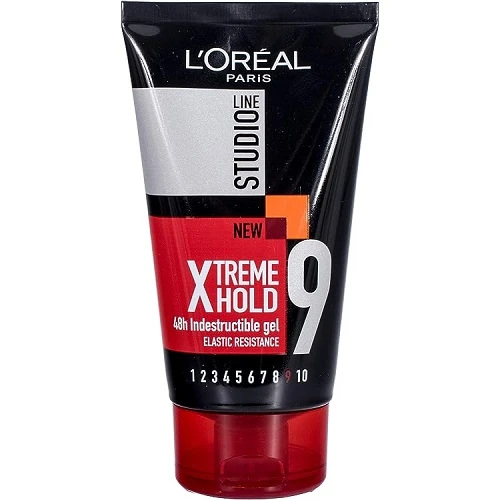 L'ORÉAL
PARIS
STUDIO LINE
NEW
XTREME
HOLD
9
48h Indestructible gel
ELASTIC RESISTANCE
1 2 3 4 5 6 7 8 9 10